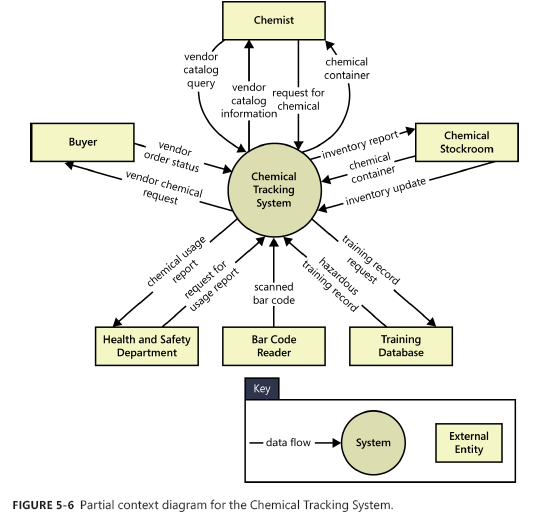 Chemist
vendor
catalog
query
vendor
catalog
information
request for
chemical
chemical
container
Buyer
vendor
order status
vendor chemical
request
Chemical
Tracking
System
inventory report
chemical
container
inventory update
Chemical
Stockroom
chemical usage
report
request for
usage report
scanned
bar code
hazardous
training record
training record
request
Health and Safety
Department
Bar Code
Reader
Training
Database
Key
data flow
System
External
Entity
FIGURE 5-6 Partial context diagram for the Chemical Tracking System.